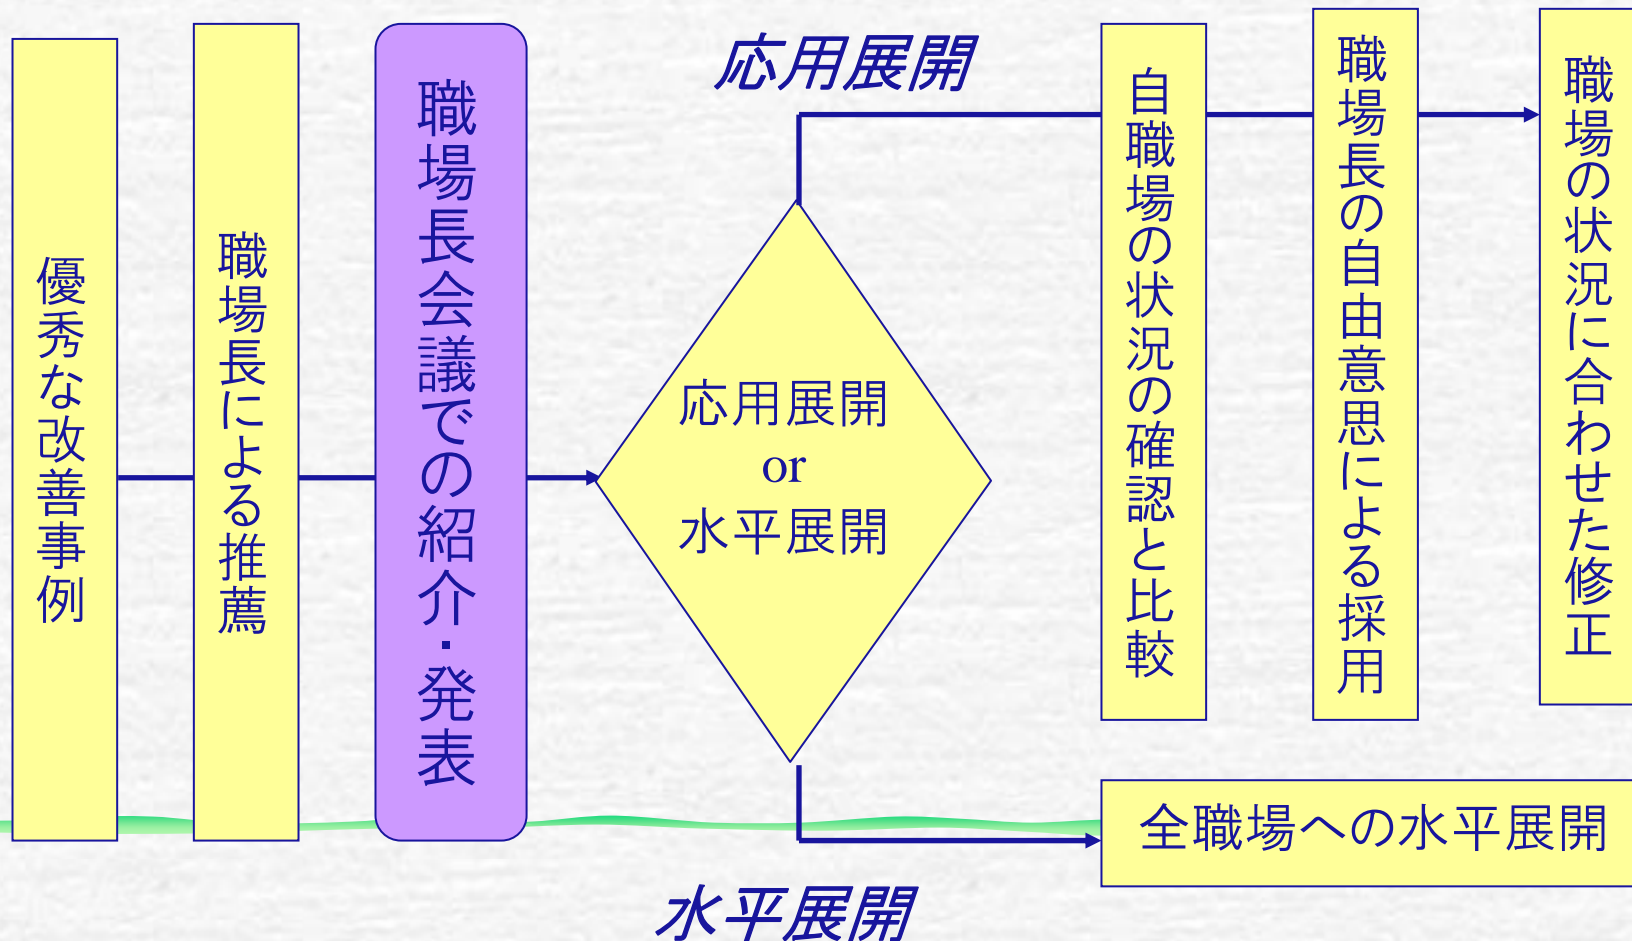 優秀な改善事例
職場長による推薦
職場長会議での紹介・発表
応用展開
or
水平展開
応用展開
自職場の状況の確認と比較
職場長の自由意思による採用
職場の状況に合わせた修正
水平展開
全職場への水平展開